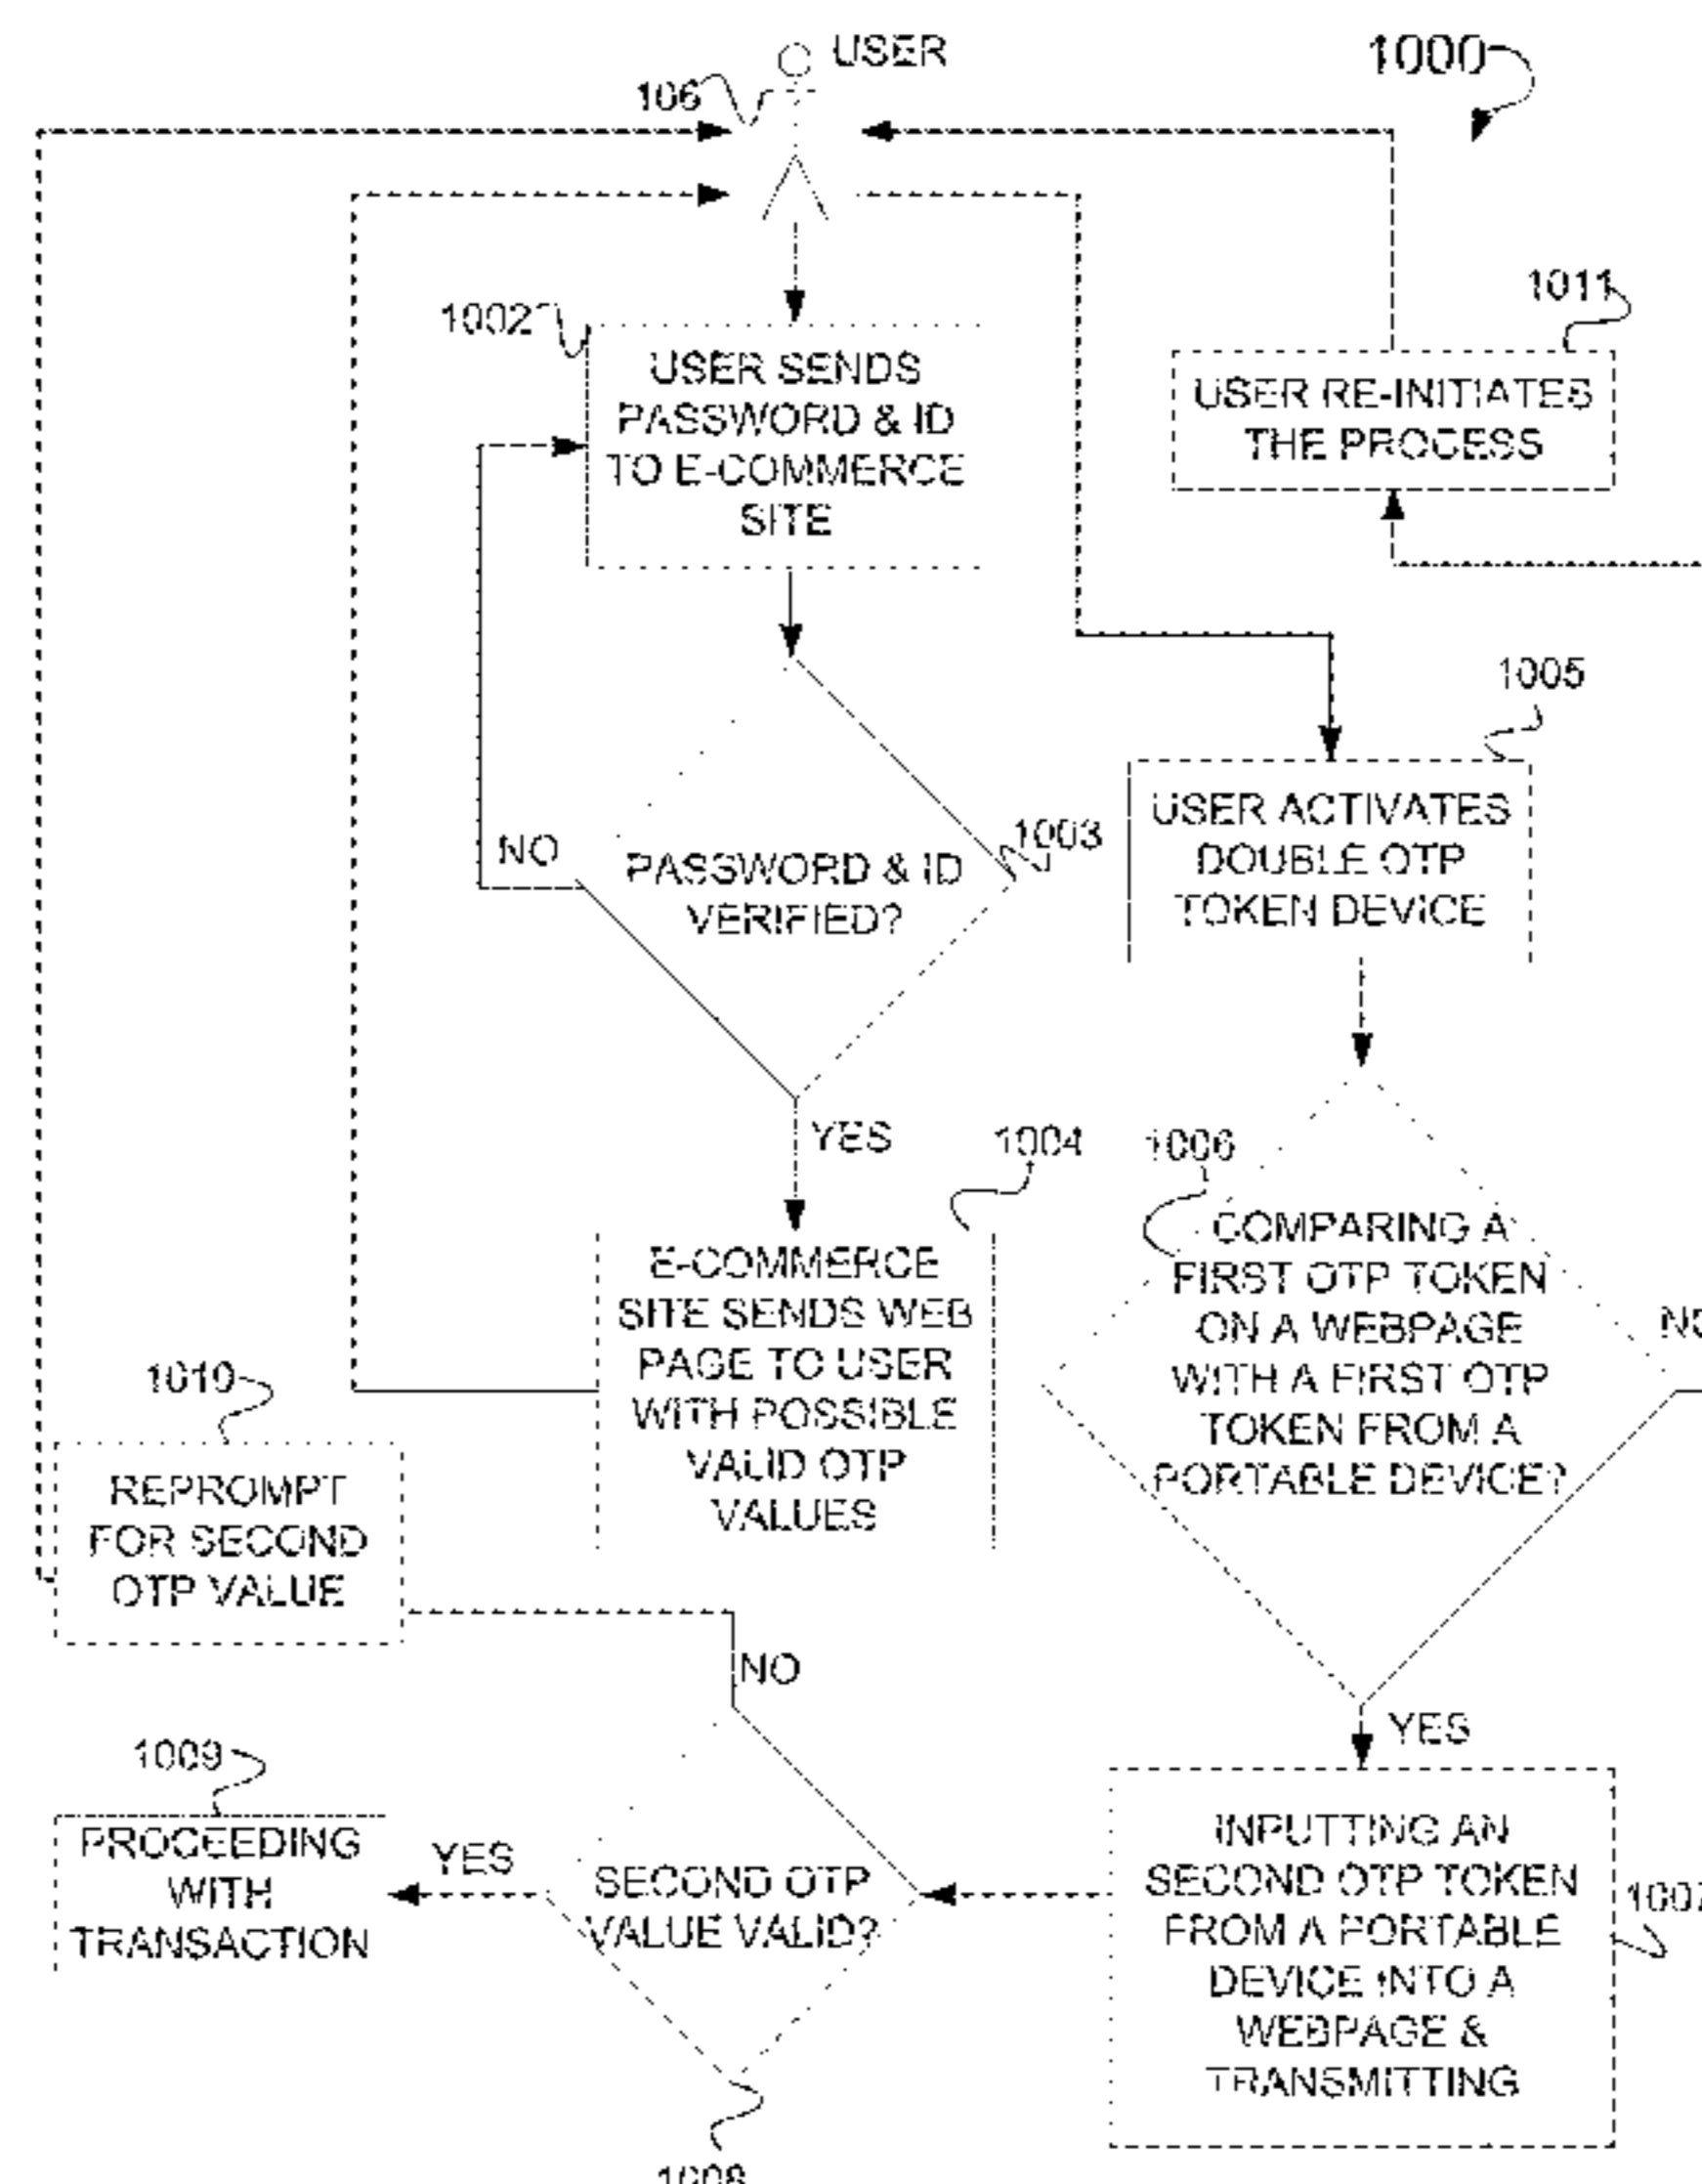 USER
1000
106
1011
1002
USER SENDS
PASSWORD & ID
TO E-COMMERCE
SITE
USER RE-INITIATES
THE PROCESS
1005
1003
NO
PASSWORD & ID
VERIFIED?
USER ACTIVATES
DOUBLE OTP
TOKEN DEVICE
YES
1004
1006
E-COMMERCE
SITE SENDS WEB
PAGE TO USER
WITH POSSIBLE
VALID OTP
VALUES
COMPARING A
FIRST OTP TOKEN
ON A WEBPAGE
WITH A FIRST OTP
TOKEN FROM A
PORTABLE DEVICE?
NO
1010
REPROMPT
FOR SECOND
OTP VALUE
NO
YES
1009
PROCEEDING
WITH
TRANSACTION
YES
SECOND OTP
VALUE VALID?
INPUTTING AN
SECOND OTP TOKEN
FROM A PORTABLE
DEVICE INTO A
WEBPAGE &
TRANSMITTING
1007
1008